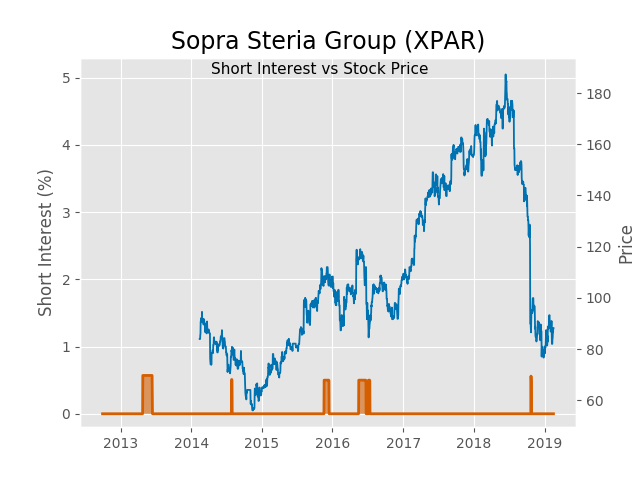 Sopra Steria Group (XPAR)
Short Interest vs Stock Price
Short Interest (%)
5
4
3
2
1
0
180
160
140
120
100
80
60
Price
2013 2014 2015 2016 2017 2018 2019